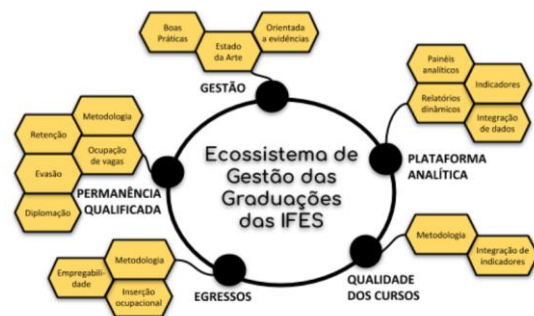 Boas
Práticas
Estado
da Arte
Orientada
a evidências
GESTÃO
Painéis
analíticos
Indicadores
Relatórios
dinâmicos
Integração
de dados
PLATAFORMA
ANALÍTICA
Metodologia
Retenção
Ocupação
de vagas
Evasão
Diplomação
PERMANÊNCIA
QUALIFICADA
Ecossistema de
Gestão das
Graduações
das IFES
Metodologia
Integração de
indicadores
QUALIDADE
DOS CURSOS
Metodologia
Empregabili-
dade
Inserção
ocupacional
EGRESSOS